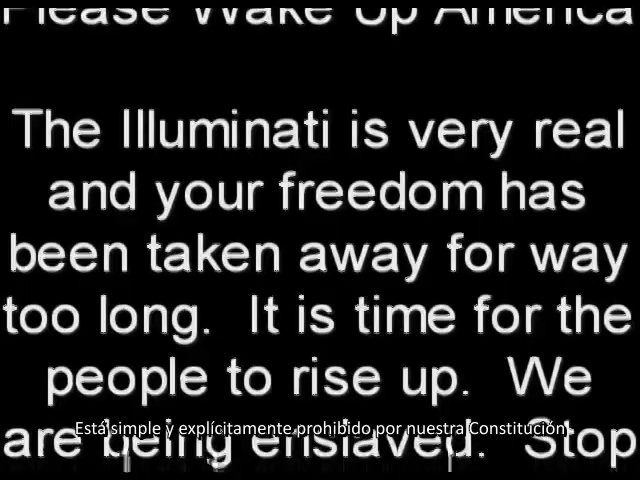 Please Wake Up America
The Illuminati is very real
and your freedom has
been taken away for way
too long. It is time for the
people to rise up. We
are being enslaved. Stop
Está simple y explícitamente prohibido por nuestra Constitución